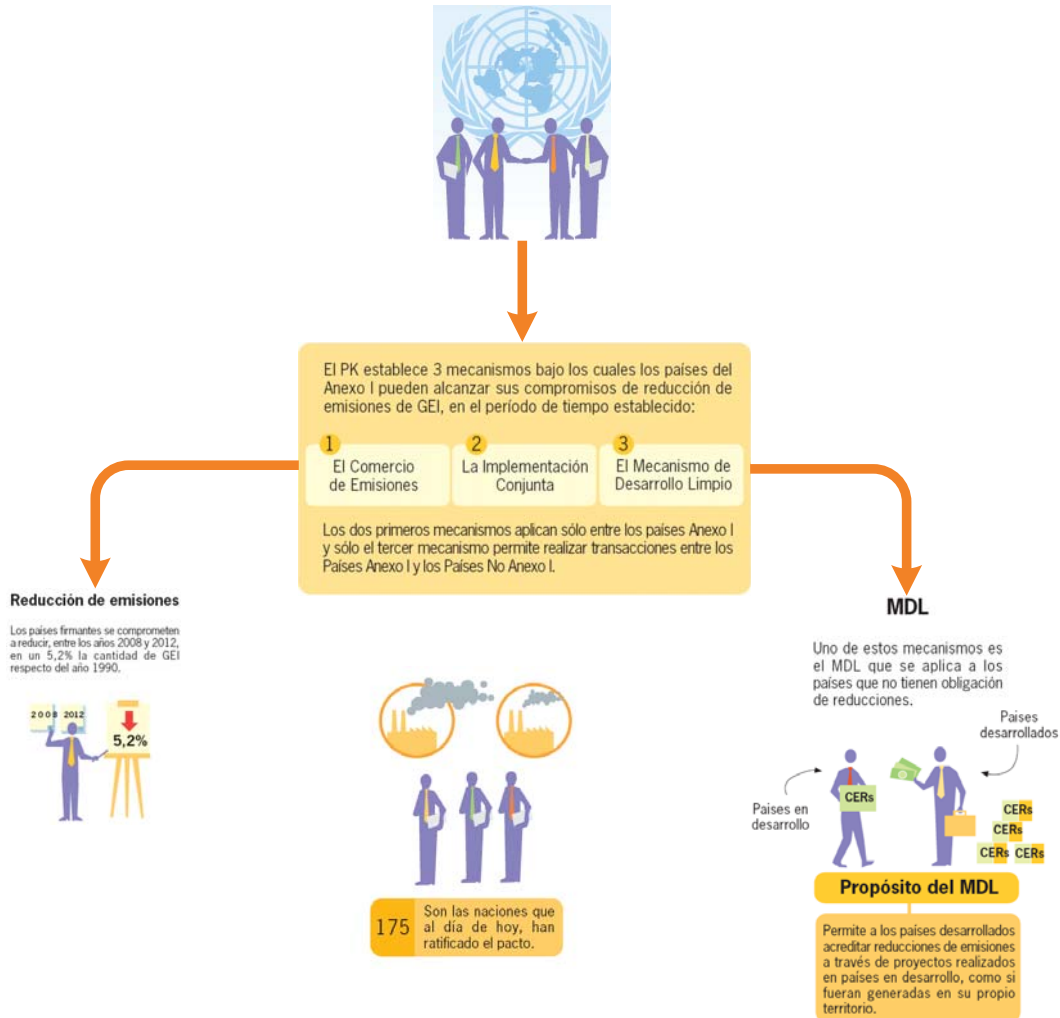 El PK establece 3 mecanismos bajo los cuales los países del
Anexo I pueden alcanzar sus compromisos de reducción de
emisiones de GEI, en el período de tiempo establecido:
1
El Comercio
de Emisiones
2
La Implementación
Conjunta
3
El Mecanismo de
Desarrollo Limpio
Los dos primeros mecanismos aplican sólo entre los países Anexo I
y sólo el tercer mecanismo permite realizar transacciones entre los
Países Anexo I y los Países No Anexo I.
Reducción de emisiones
Los países firmantes se comprometen
a reducir, entre los años 2008 y 2012,
en un 5,2% la cantidad de GEI
respecto del año 1990.
2008 2012
5,2%
175
Son las naciones que
al día de hoy, han
ratificado el pacto.
MDL
Uno de estos mecanismos es
el MDL que se aplica a los
países que no tienen obligación
de reducciones.
Paises
desarrollados
Paises en
desarrollo
CERs
CERs
CERs
CERs CERs
Propósito del MDL
Permite a los países desarrollados
acreditar reducciones de emisiones
a través de proyectos realizados
en países en desarrollo, como si
fueran generadas en su propio
territorio.